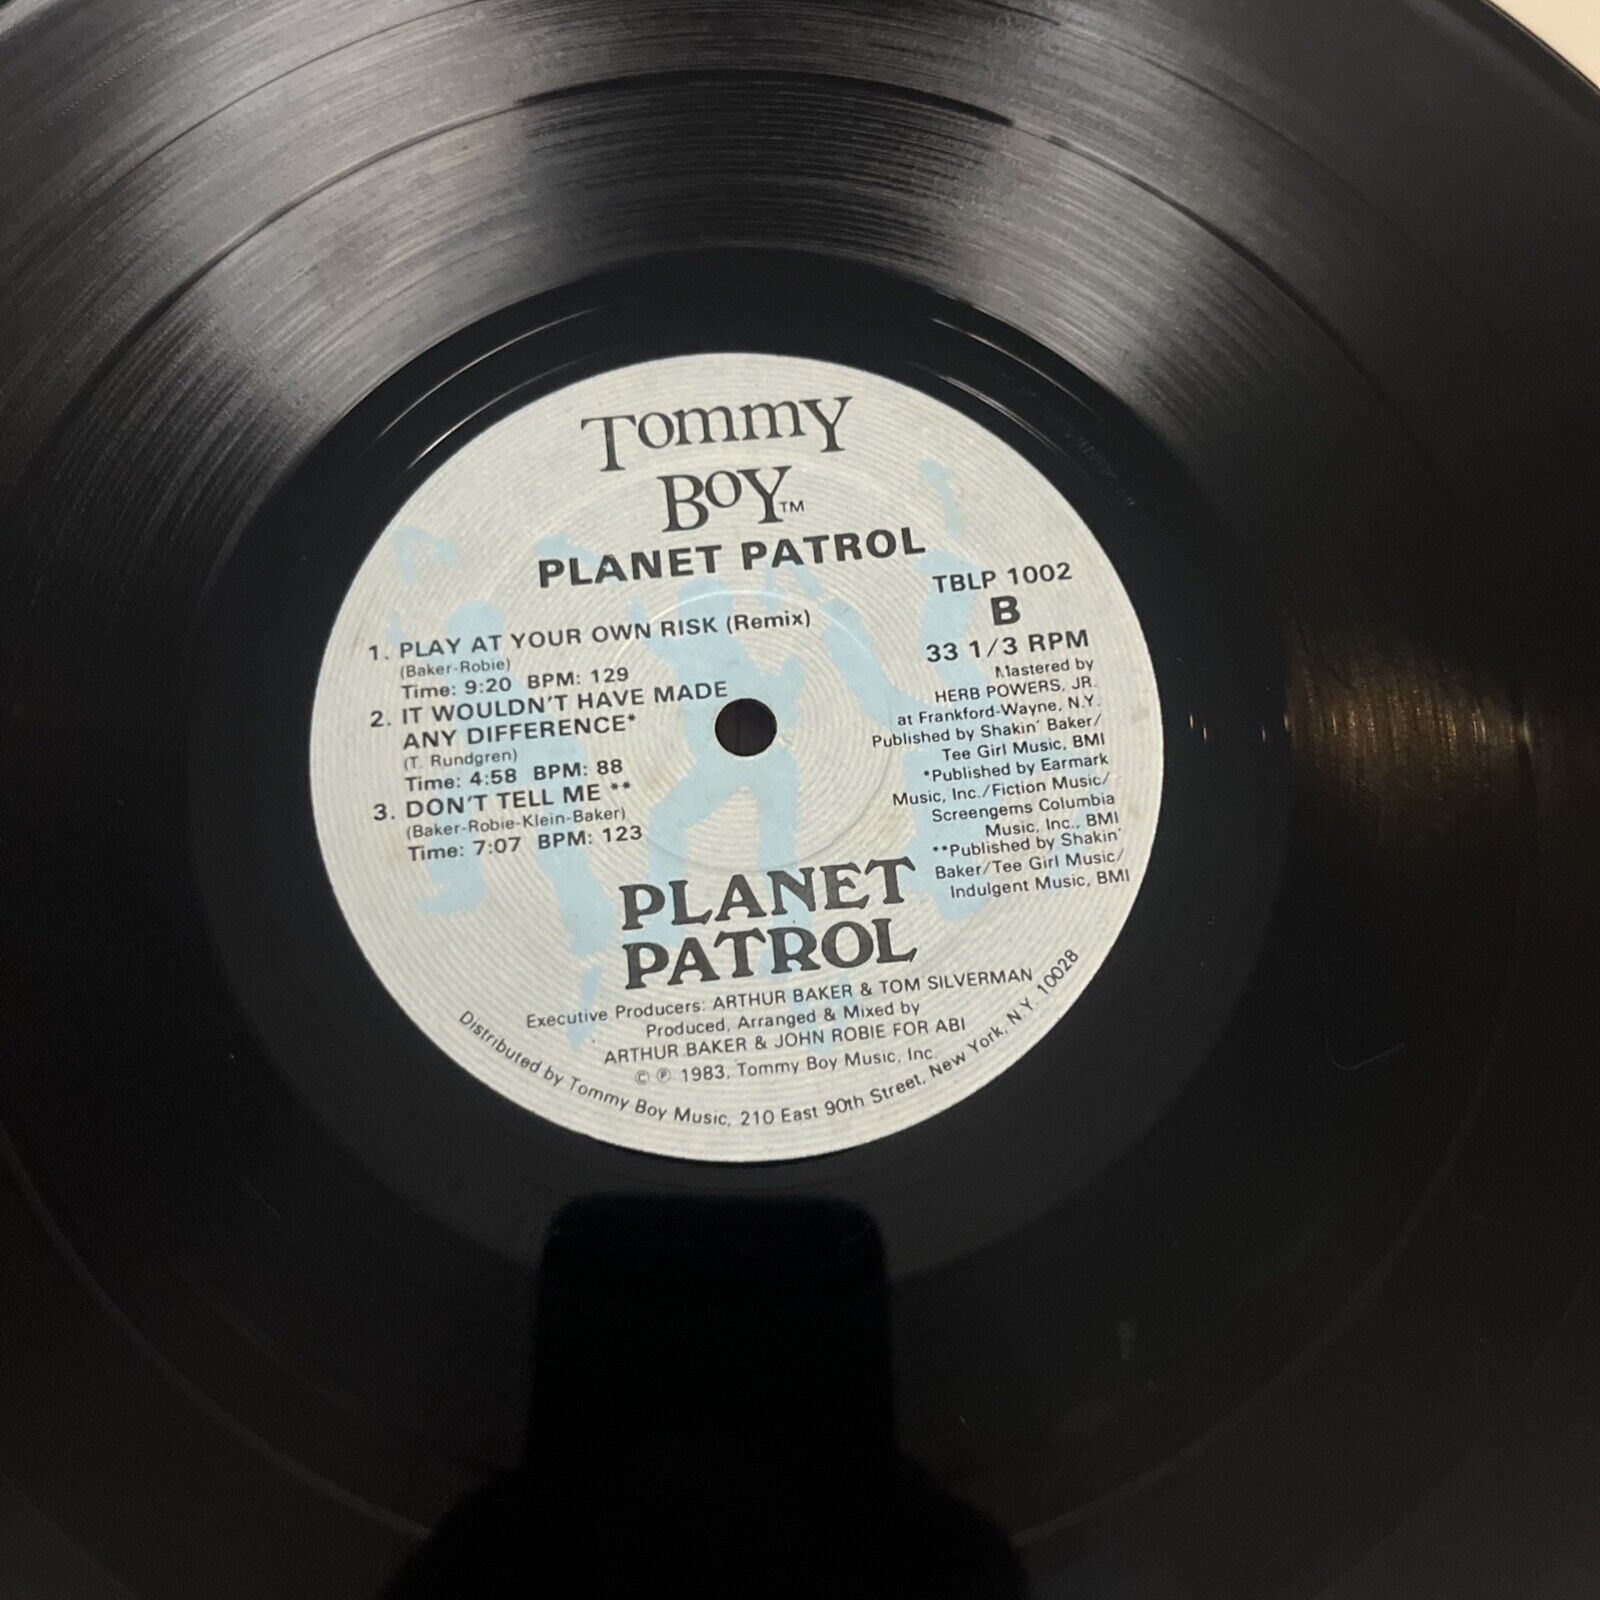 Tommy
Boy™
PLANET PATROL
1. PLAY AT YOUR OWN RISK (Remix)
(Baker-Robie)
Time: 9:20 BPM: 129
2. IT WOULDN'T HAVE MADE
ANY DIFFERENCE*
(T. Rundgren)
Time: 4:58 BPM: 88
3. DON'T TELL ME **
(Baker-Robie-Klein-Baker)
Time: 7:07 BPM: 123
TBLP 1002
B
33 1/3 RPM
Mastered by
HERB POWERS, JR.
at Frankford-Wayne, N.Y.
Published by Shakin' Baker/
Tee Girl Music, BMI
*Published by Earmark
Music, Inc./Fiction Music/
Screengems Columbia
Music, Inc., BMI
**Published by Shakin'
Baker/Tee Girl Music/
Indulgent Music, BMI
PLANET
PATROL
Executive Producers: ARTHUR BAKER & TOM SILVERMAN
Produced, Arranged & Mixed by
ARTHUR BAKER & JOHN ROBIE FOR ABI
© ℗ 1983, Tommy Boy Music, Inc.
Distributed by Tommy Boy Music, 210 East 90th Street, New York, N.Y. 10028